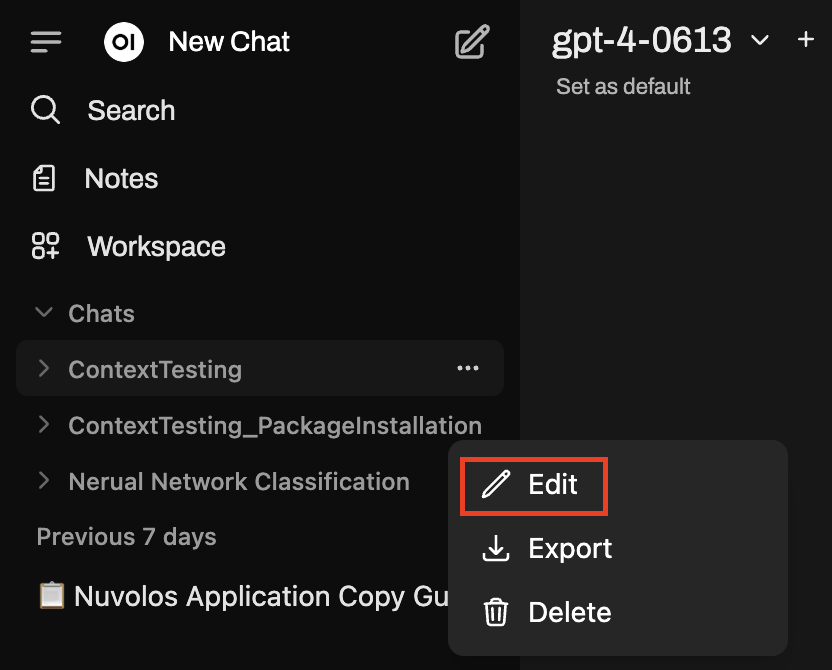 OI New Chat
Search
Notes
Workspace
Chats
ContextTesting
ContextTesting_PackageInstallation
Nerual Network Classification
Previous 7 days
Nuvolos Application Copy Gu
gpt-4-0613
Set as default
Edit
Export
Delete